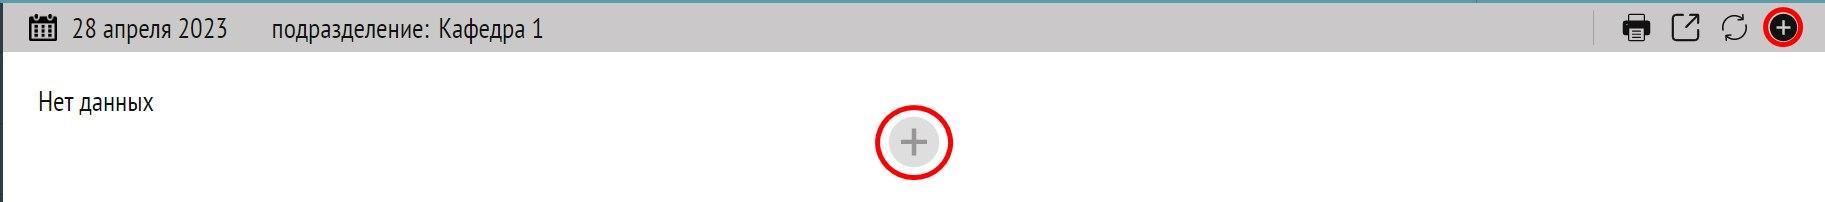 28 апреля 2023 подразделение: Кафедра 1
Нет данных